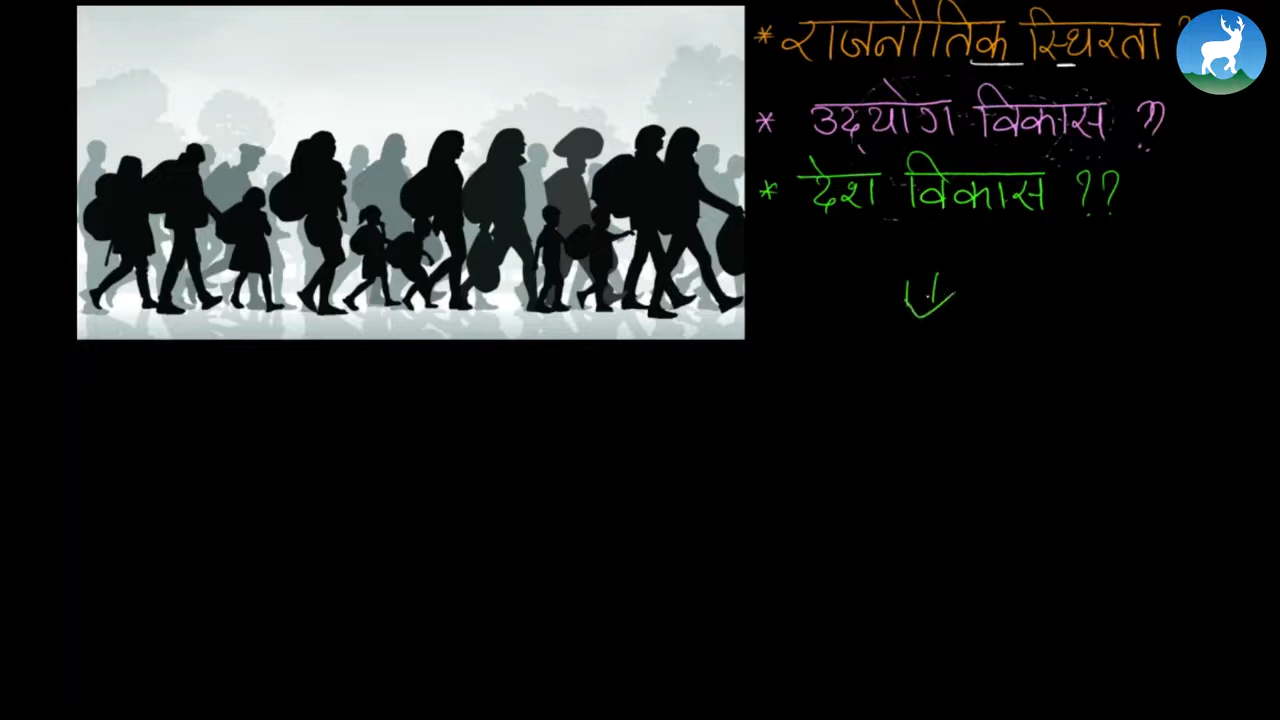 * राजनौतिक स्थिरता ?
* उद्योग विकास ??
* देश विकास ??